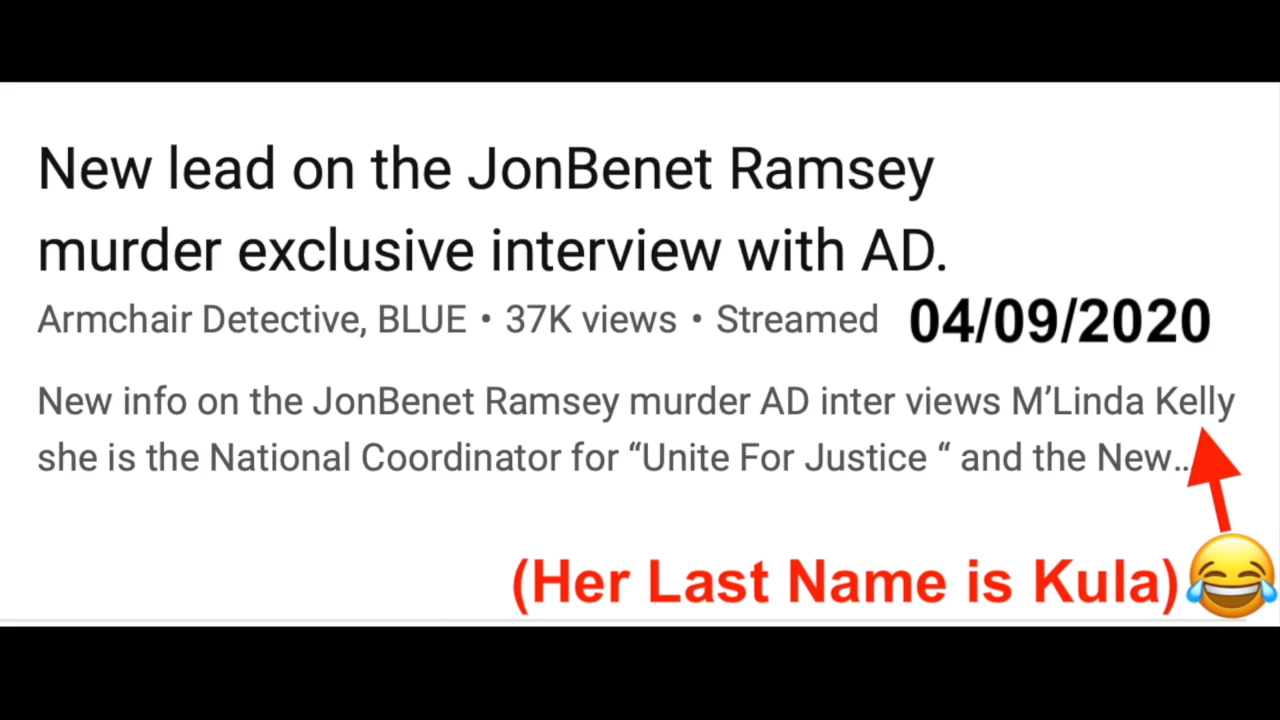 New lead on the JonBenet Ramsey
murder exclusive interview with AD.
Armchair Detective, BLUE • 37K views • Streamed 04/09/2020
New info on the JonBenet Ramsey murder AD inter views M’Linda Kelly
she is the National Coordinator for “Unite For Justice “ and the New...
(Her Last Name is Kula)